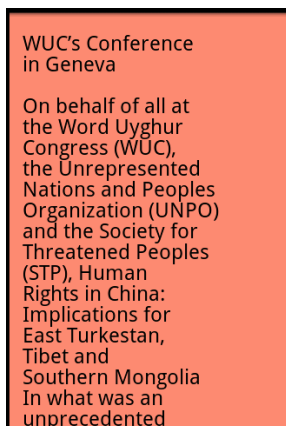 WUC’s Conference
in Geneva
On behalf of all at
the Word Uyghur
Congress (WUC),
the Unrepresented
Nations and Peoples
Organization (UNPO)
and the Society for
Threatened Peoples
(STP), Human
Rights in China:
Implications for
East Turkestan,
Tibet and
Southern Mongolia
In what was an
unprecedented